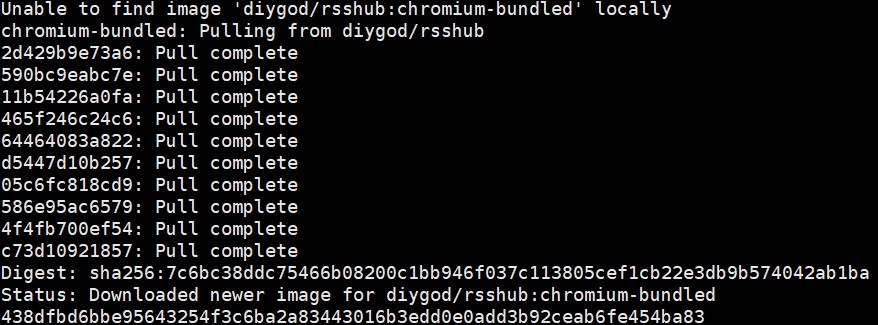 Unable to find image 'diygod/rsshub:chromium-bundled' locally
chromium-bundled: Pulling from diygod/rsshub
2d429b9e73a6: Pull complete
590bc9eabc7e: Pull complete
11b54226a0fa: Pull complete
465f246c24c6: Pull complete
64464083a822: Pull complete
d5447d10b257: Pull complete
05c6fc818cd9: Pull complete
586e95ac6579: Pull complete
4f4fb700ef54: Pull complete
c73d10921857: Pull complete
Digest: sha256:7c6bc38ddc75466b08200c1bb946f037c113805cef1cb22e3db9b574042ab1ba
Status: Downloaded newer image for diygod/rsshub:chromium-bundled
438dfbd6bbe95643254f3c6ba2a83443016b3edd0e0add3b92ceab6fe454ba83